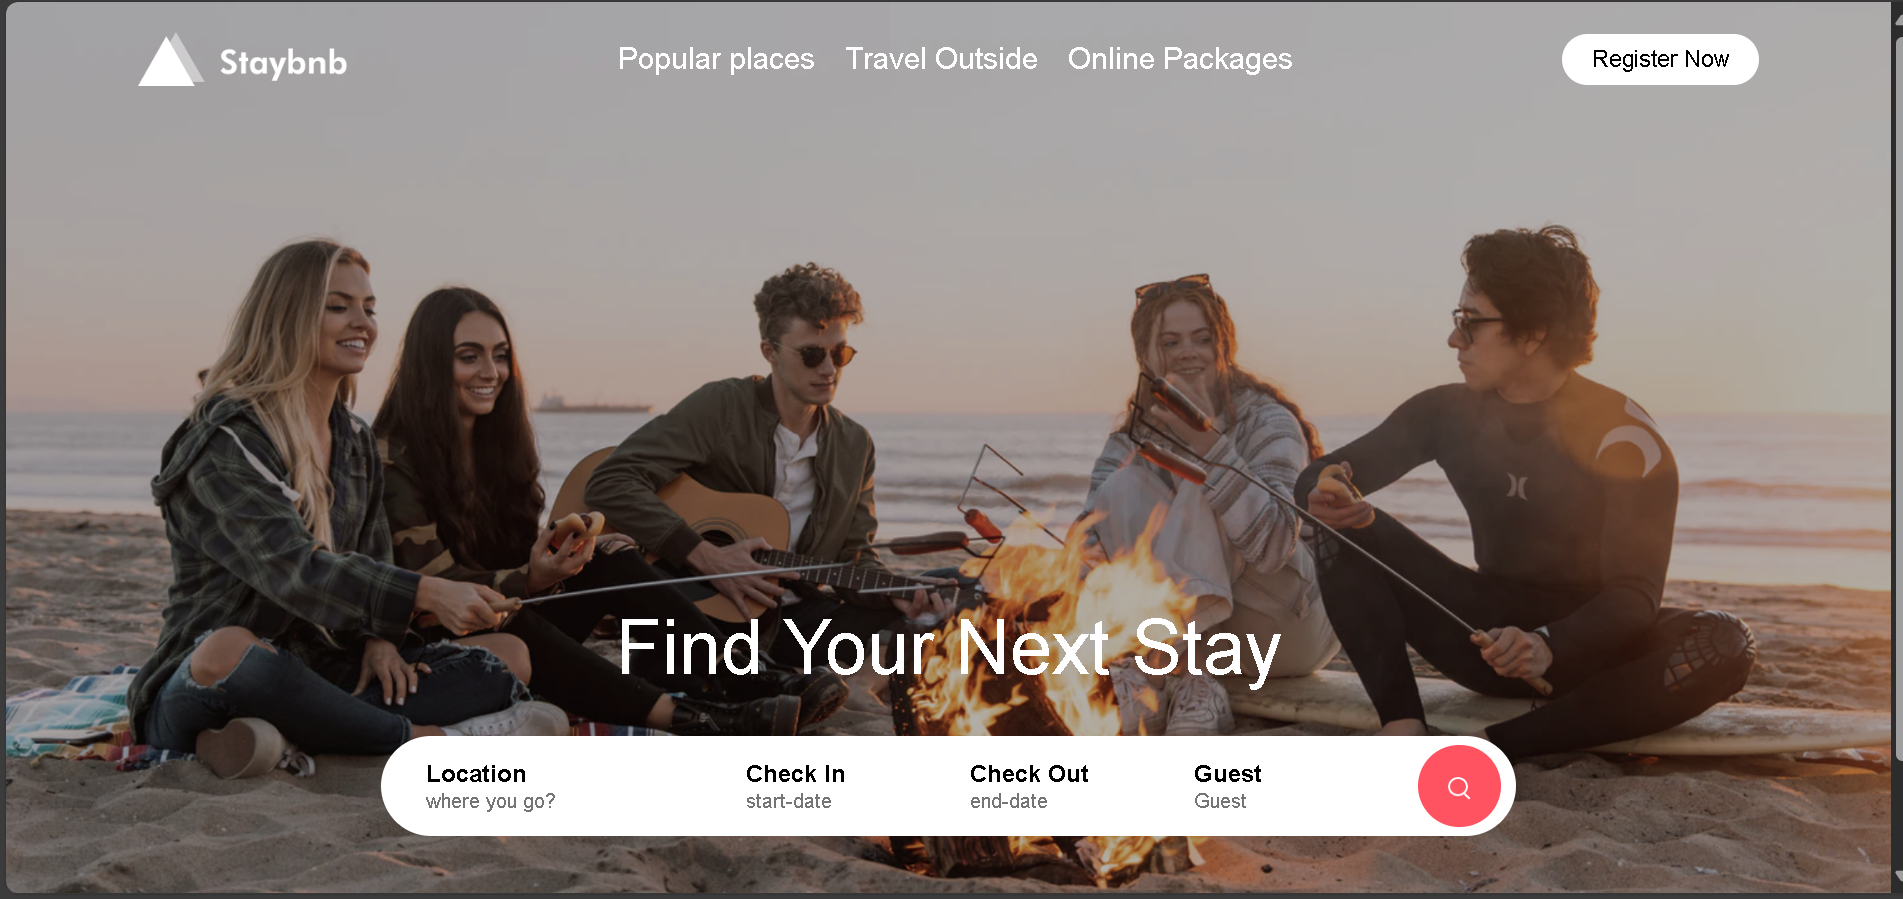 Staybnb
Popular places Travel Outside Online Packages
Register Now
Find Your Next Stay
Location Check In Check Out Guest
where you go? start-date end-date Guest